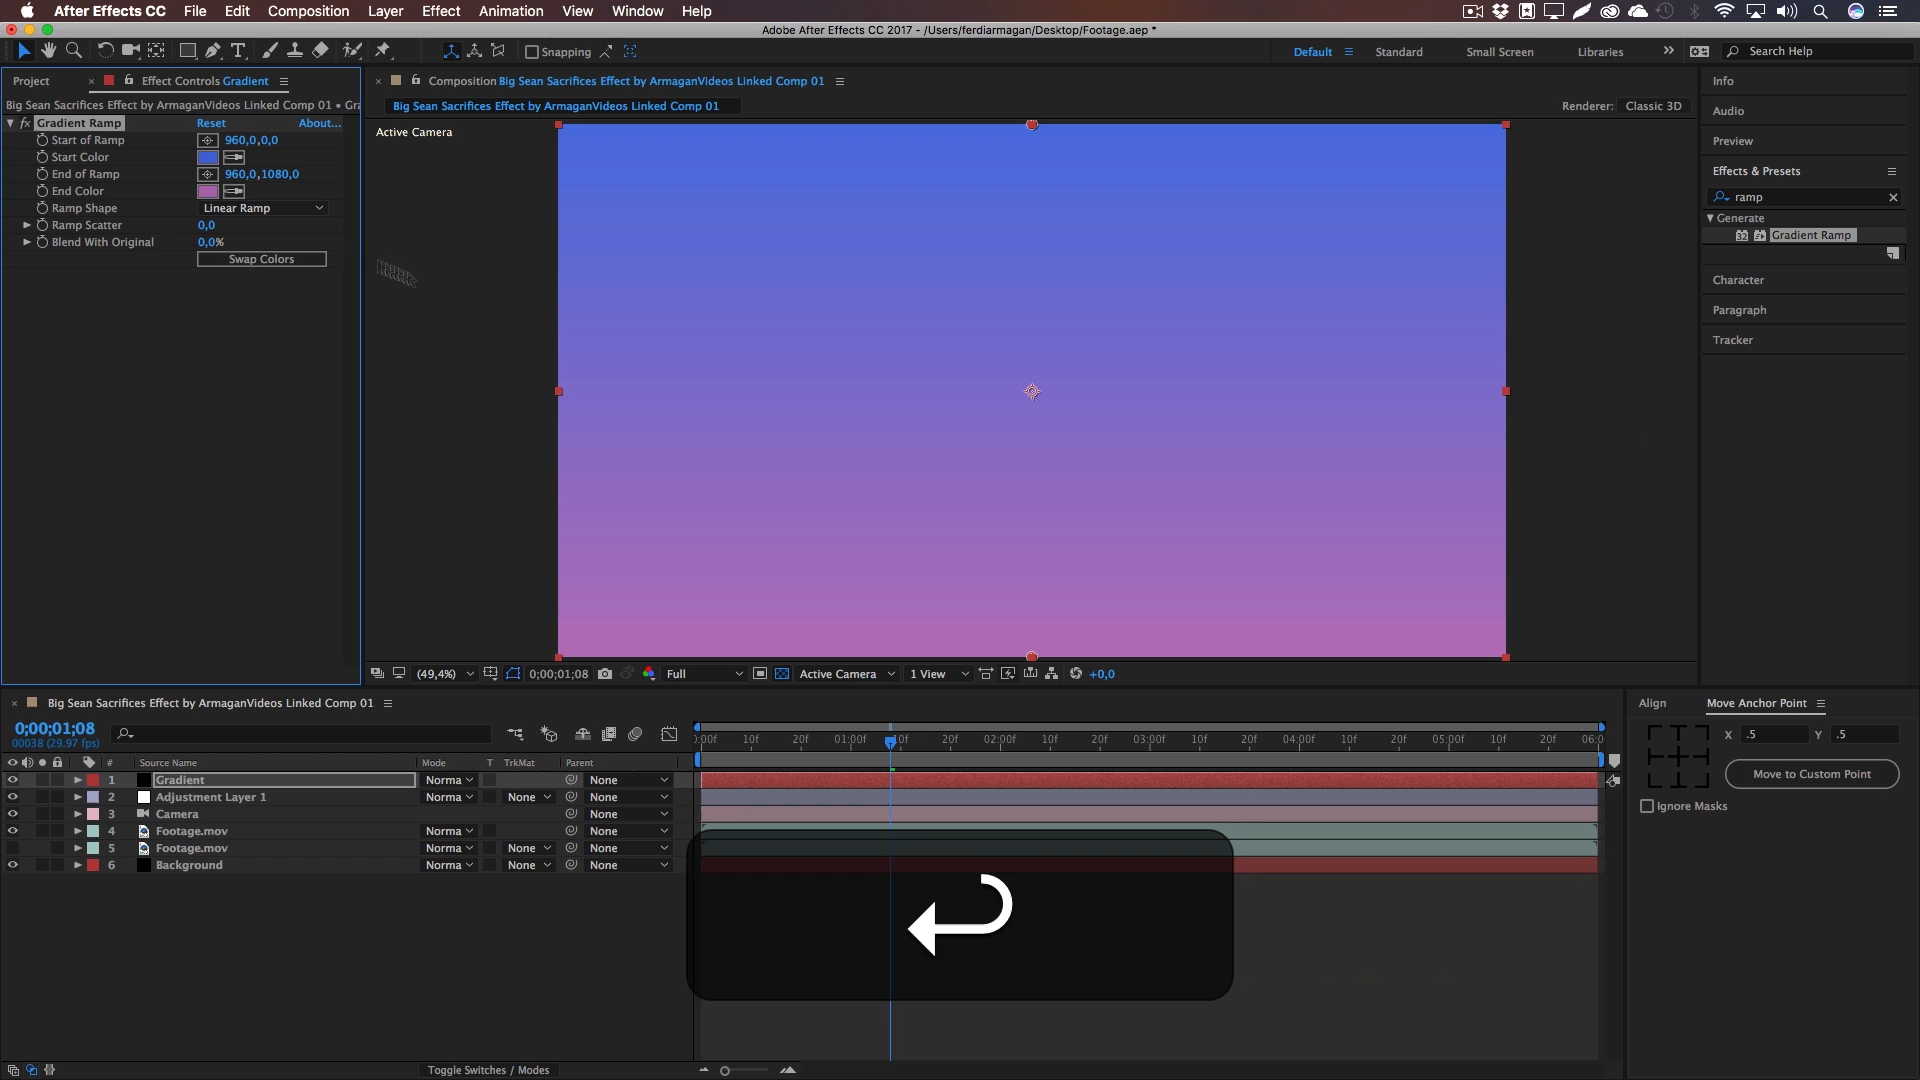 After Effects CC File Edit Composition Layer Effect Animation View Window Help
Adobe After Effects CC 2017 - /Users/ferdiarmagan/Desktop/Footage.aep *
Snapping Default Standard Small Screen Libraries Search Help
Project Effect Controls Gradient
Big Sean Sacrifices Effect by ArmaganVideos Linked Comp 01 • Gra
fx Gradient Ramp Reset About...
Start of Ramp 960,0,0,0
Start Color
End of Ramp 960,0,1080,0
End Color
Ramp Shape Linear Ramp
Ramp Scatter 0,0
Blend With Original 0,0%
Swap Colors
Composition Big Sean Sacrifices Effect by ArmaganVideos Linked Comp 01
Big Sean Sacrifices Effect by ArmaganVideos Linked Comp 01
Renderer: Classic 3D
Active Camera
(49,4%) 0;00;01;08 Full Active Camera 1 View +0,0
Info
Audio
Preview
Effects & Presets
ramp
Generate
32 Gradient Ramp
Character
Paragraph
Tracker
Big Sean Sacrifices Effect by ArmaganVideos Linked Comp 01
0;00;01;08
00038 (29.97 fps)
# Source Name Mode T TrkMat Parent
1 Gradient Norma None
2 Adjustment Layer 1 Norma None None
3 Camera None
4 Footage.mov Norma None
5 Footage.mov Norma None None
6 Background Norma None None
):00f 10f 20f 01:00f 10f 20f 02:00f 10f 20f 03:00f 10f 20f 04:00f 10f 20f 05:00f 10f 20f 06:0
Toggle Switches / Modes
Align Move Anchor Point
X .5 Y .5
Move to Custom Point
Ignore Masks